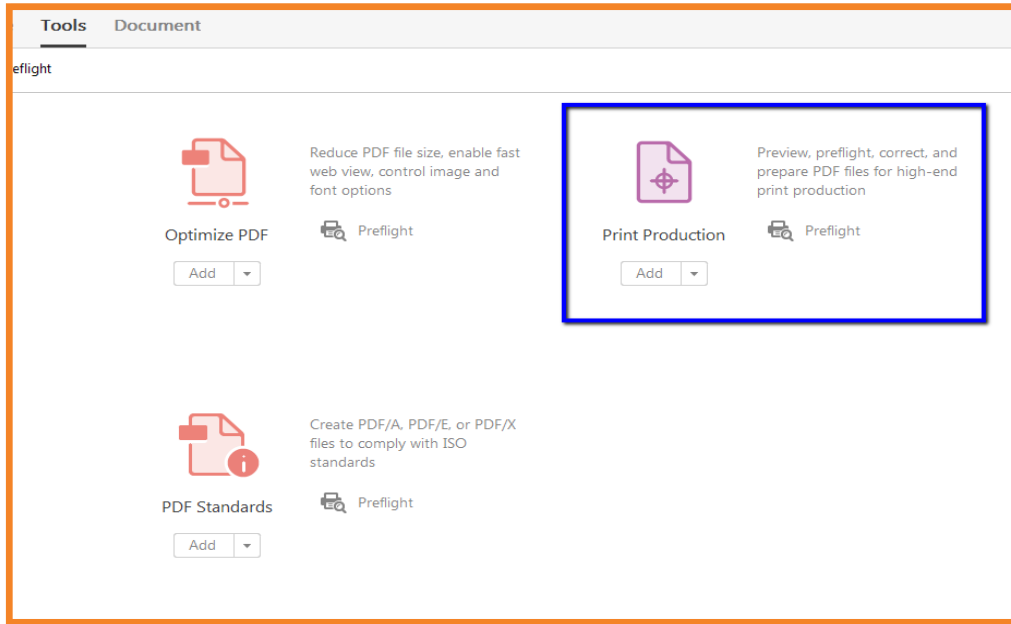 Tools Document
eflight
Reduce PDF file size, enable fast
web view, control image and
font options
Preflight
Optimize PDF
Add
Preview, preflight, correct, and
prepare PDF files for high-end
print production
Preflight
Print Production
Add
Create PDF/A, PDF/E, or PDF/X
files to comply with ISO
standards
Preflight
PDF Standards
Add